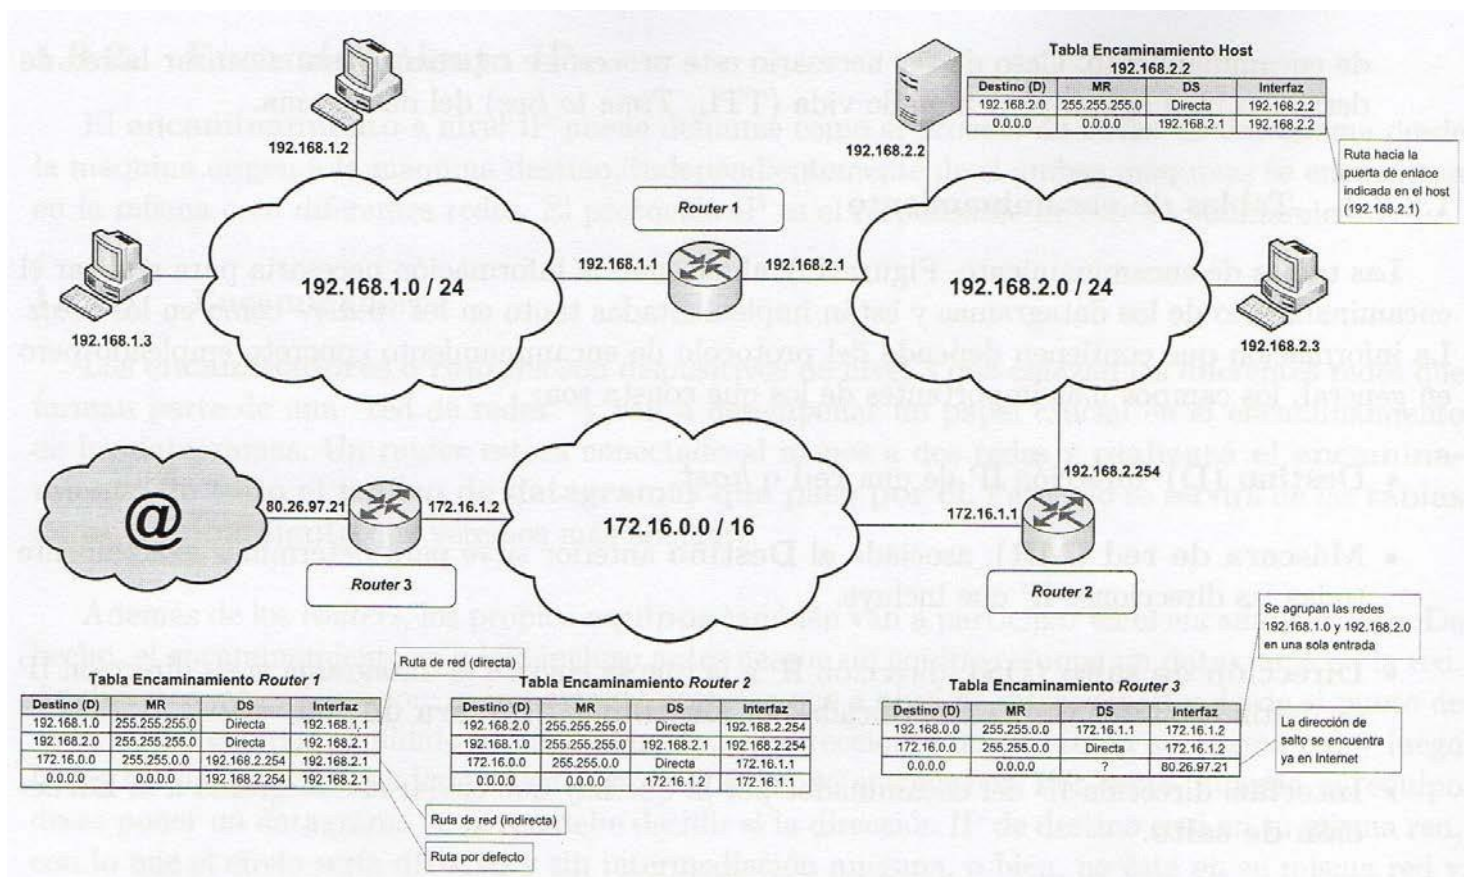 Tabla Encaminamiento Host
192.168.2.2
Destino (D) MR DS Interfaz
192.168.2.0 255.255.255.0 Directa 192.168.2.2
0.0.0.0 0.0.0.0 192.168.2.1 192.168.2.2
Ruta hacia la
puerta de enlace
indicada en el host
(192.168.2.1)
192.168.1.2
192.168.2.2
Router 1
192.168.1.1
192.168.2.1
192.168.1.0 / 24
192.168.2.0 / 24
192.168.1.3
192.168.2.3
192.168.2.254
@
80.26.97.21
172.16.1.2
172.16.0.0 / 16
172.16.1.1
Router 3
Router 2
Se agrupan las redes
192.168.1.0 y 192.168.2.0
en una sola entrada
Ruta de red (directa)
Tabla Encaminamiento Router 1
Destino (D) MR DS Interfaz
192.168.1.0 255.255.255.0 Directa 192.168.1.1
192.168.2.0 255.255.255.0 Directa 192.168.2.1
172.16.0.0 255.255.0.0 192.168.2.254 192.168.2.1
0.0.0.0 0.0.0.0 192.168.2.254 192.168.2.1
Tabla Encaminamiento Router 2
Destino (D) MR DS Interfaz
192.168.2.0 255.255.255.0 Directa 192.168.2.254
192.168.1.0 255.255.255.0 192.168.2.1 192.168.2.254
172.16.0.0 255.255.0.0 Directa 172.16.1.1
0.0.0.0 0.0.0.0 172.16.1.2 172.16.1.1
Tabla Encaminamiento Router 3
Destino (D) MR DS Interfaz
192.168.0.0 255.255.0.0 172.16.1.1 172.16.1.2
172.16.0.0 255.255.0.0 Directa 172.16.1.2
0.0.0.0 0.0.0.0 ? 80.26.97.21
La dirección de
salto se encuentra
ya en Internet
Ruta de red (indirecta)
Ruta por defecto